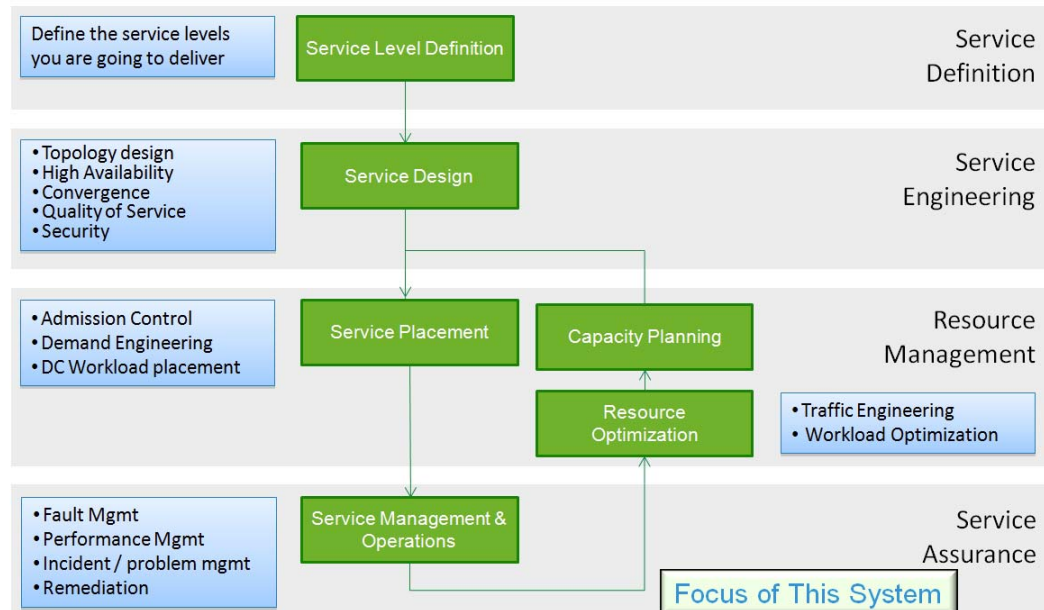 Define the service levels
you are going to deliver
Service Level Definition
Service
Definition
• Topology design
• High Availability
• Convergence
• Quality of Service
• Security
Service Design
Service
Engineering
• Admission Control
• Demand Engineering
• DC Workload placement
Service Placement
Capacity Planning
Resource
Management
Resource
Optimization
• Traffic Engineering
• Workload Optimization
• Fault Mgmt
• Performance Mgmt
• Incident / problem mgmt
• Remediation
Service Management &
Operations
Service
Assurance
Focus of This System